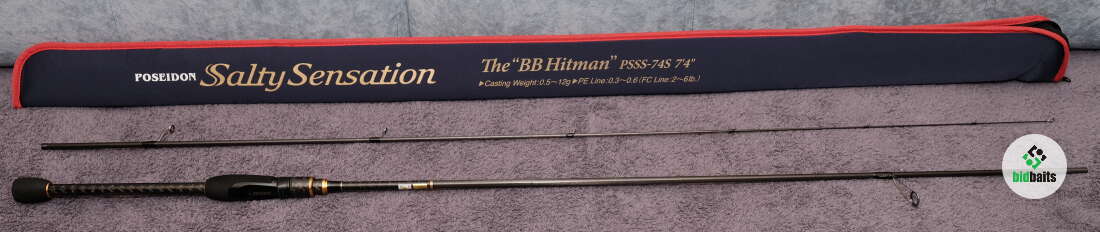 POSEIDON Salty Sensation
The "BB Hitman" PSSS-74S 7'4"
▶Casting Weight:0.5~12g▶PE Line:0.3~0.6(FC Line:2~6lb.)
bidbaits